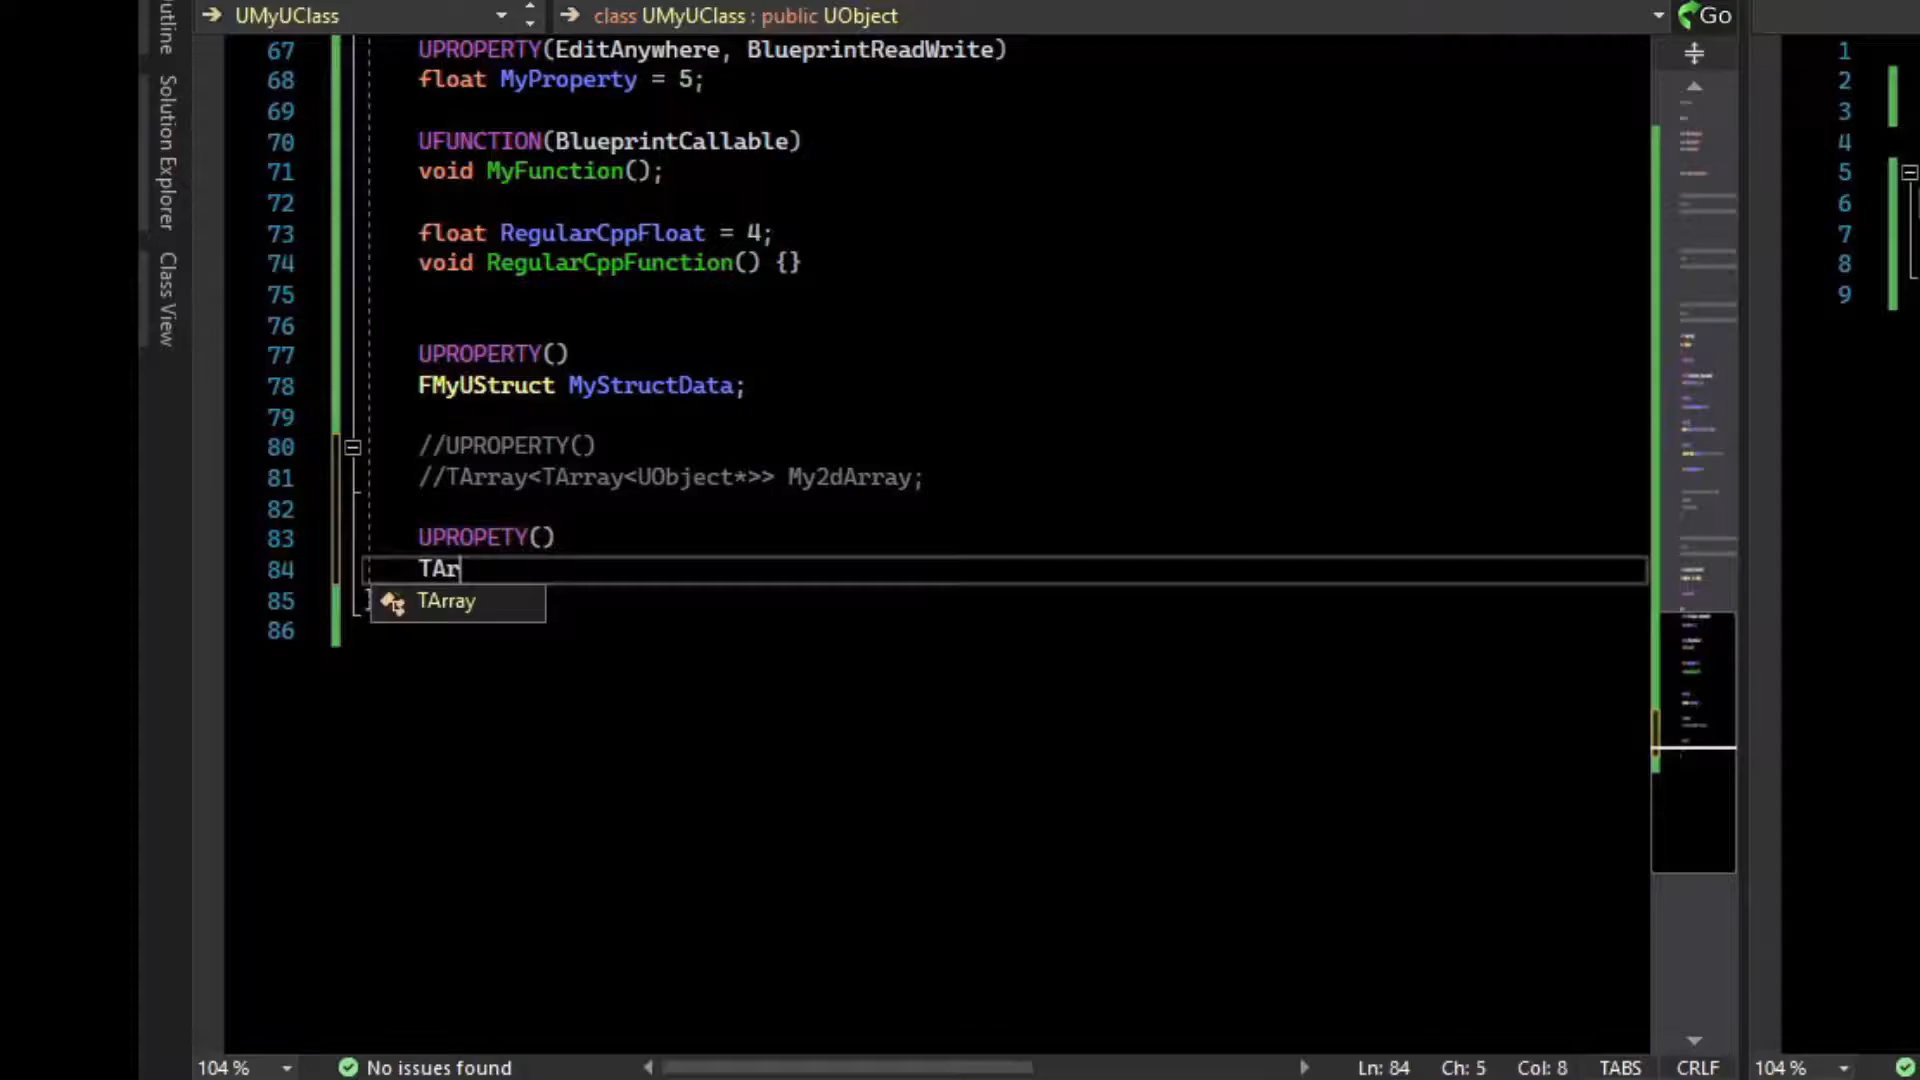 UMyUClass
class UMyUClass : public UObject
Go
67 UPROPERTY(EditAnywhere, BlueprintReadWrite)
68 float MyProperty = 5;
69
70 UFUNCTION(BlueprintCallable)
71 void MyFunction();
72
73 float RegularCppFloat = 4;
74 void RegularCppFunction() {}
75
76
77 UPROPERTY()
78 FMyUStruct MyStructData;
79
80 //UPROPERTY()
81 //TArray<TArray<UObject*>> My2dArray;
82
83 UPROPETY()
84 TAr
85
TArray
86
Solution Explorer
Class View
1
2
3
4
5
6
7
8
9
104 %
No issues found
Ln: 84
Ch: 5
Col: 8
TABS
CRLF
104 %